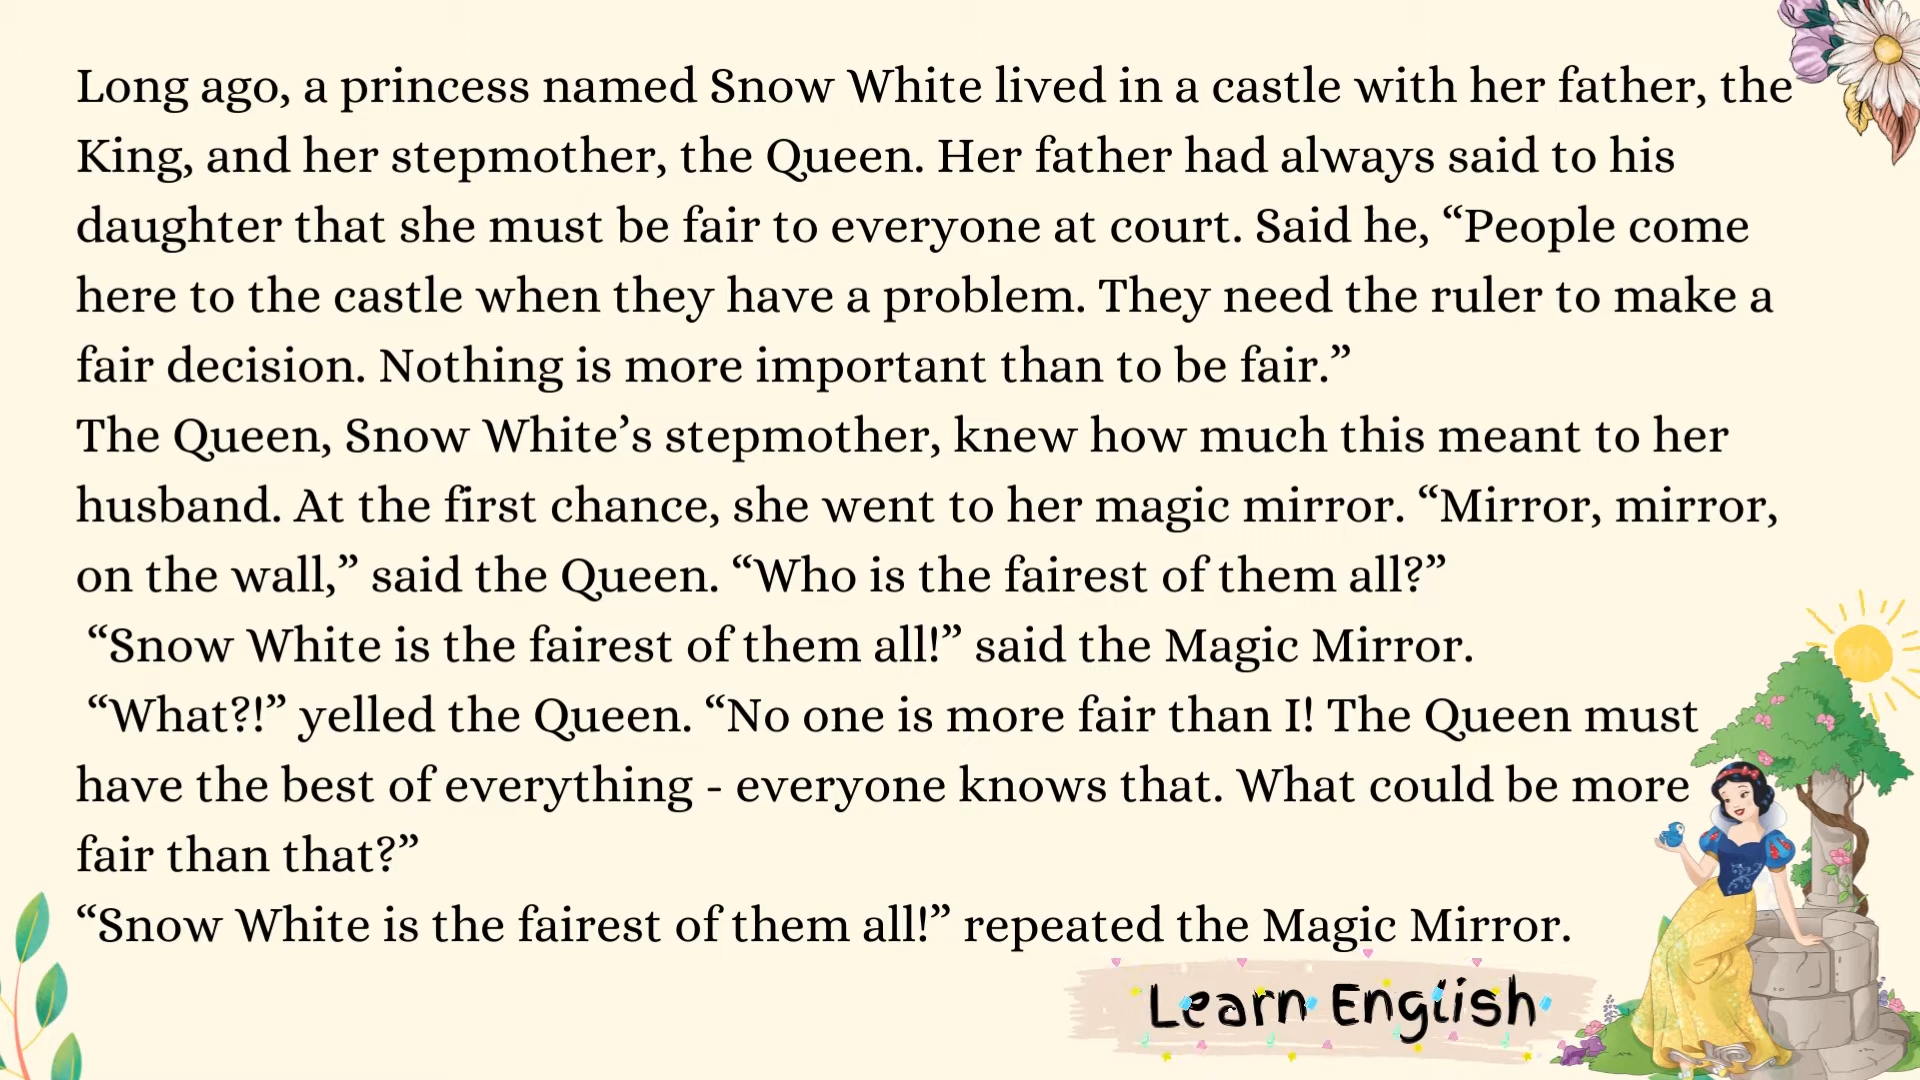 Long ago, a princess named Snow White lived in a castle with her father, the
King, and her stepmother, the Queen. Her father had always said to his
daughter that she must be fair to everyone at court. Said he, “People come
here to the castle when they have a problem. They need the ruler to make a
fair decision. Nothing is more important than to be fair.”
The Queen, Snow White’s stepmother, knew how much this meant to her
husband. At the first chance, she went to her magic mirror. “Mirror, mirror,
on the wall,” said the Queen. “Who is the fairest of them all?”
“Snow White is the fairest of them all!” said the Magic Mirror.
“What?!” yelled the Queen. “No one is more fair than I! The Queen must
have the best of everything - everyone knows that. What could be more
fair than that?”
“Snow White is the fairest of them all!” repeated the Magic Mirror.
Learn English